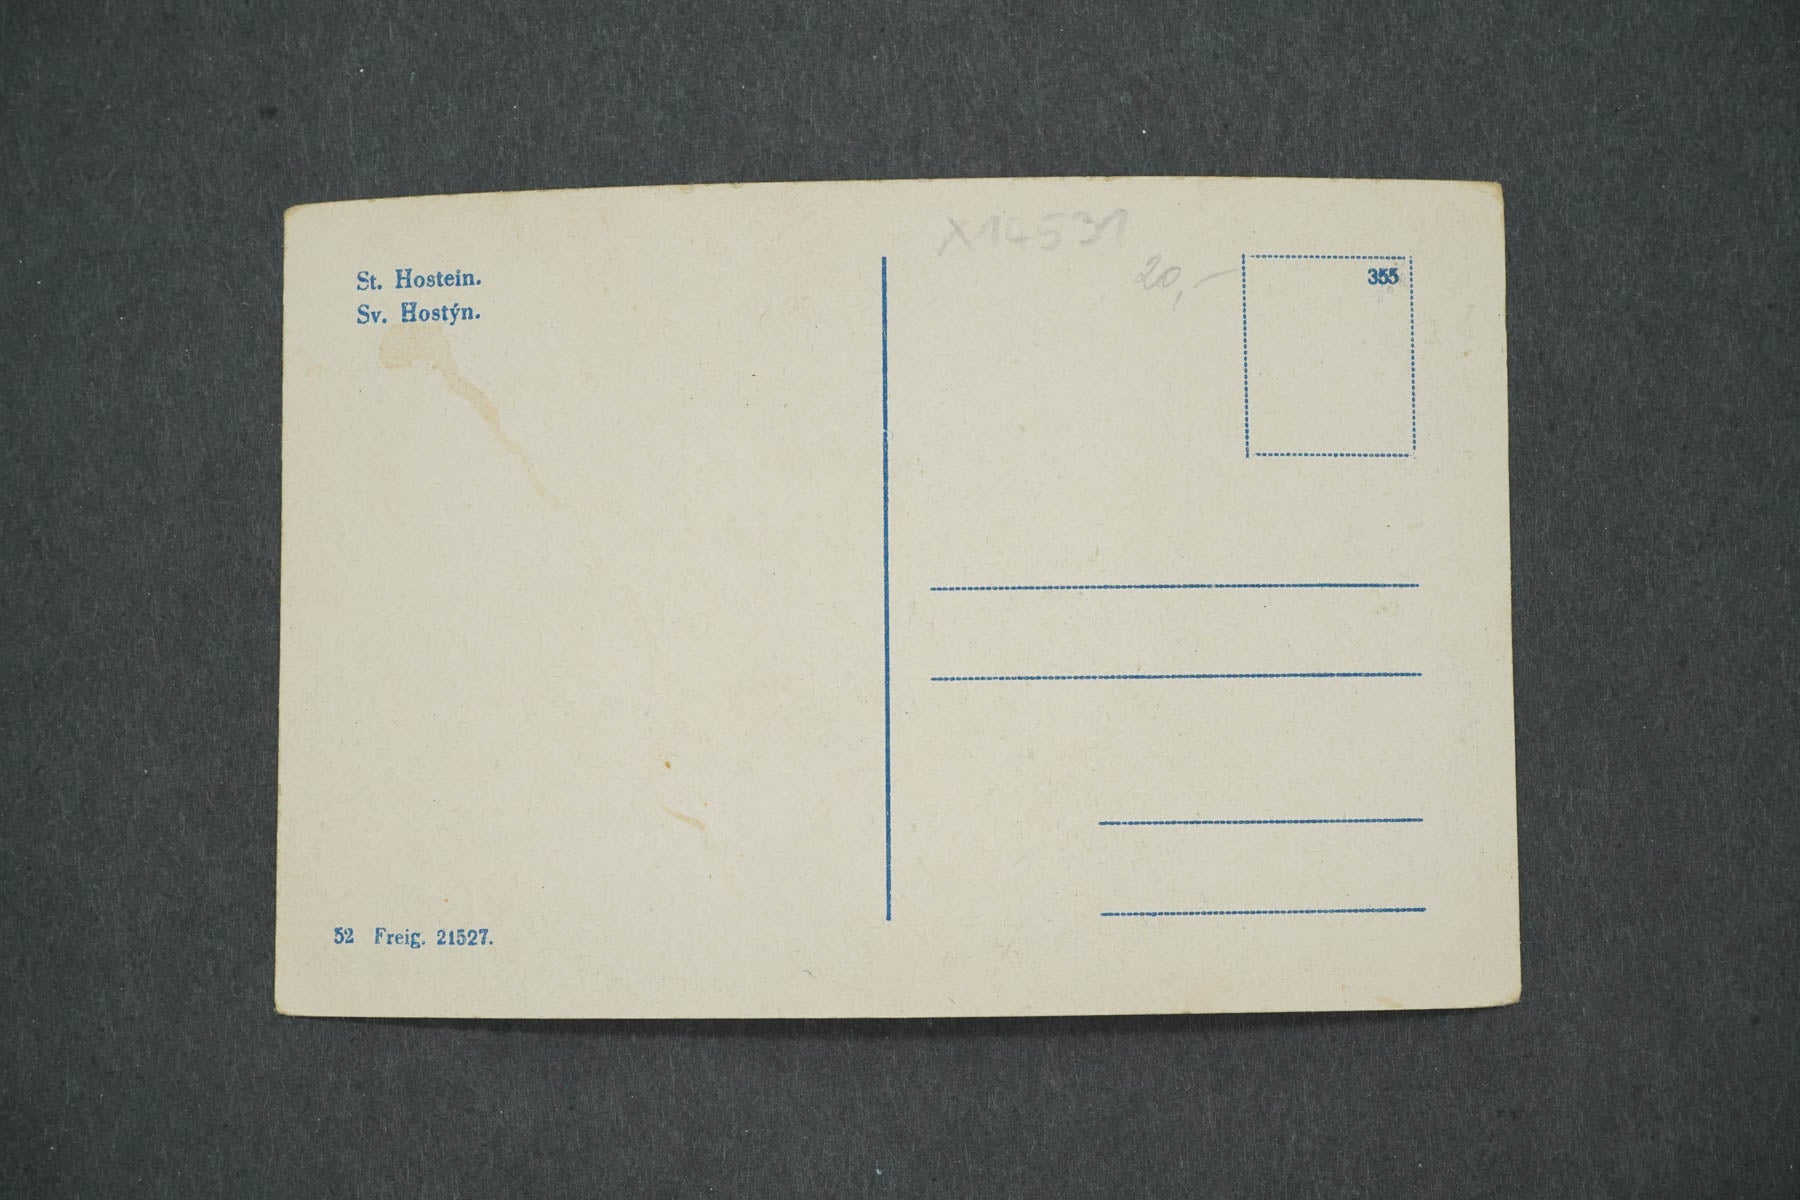 St. Hostein.
Sv. Hostýn.
X14531
20,-
355
52 Freig. 21527.